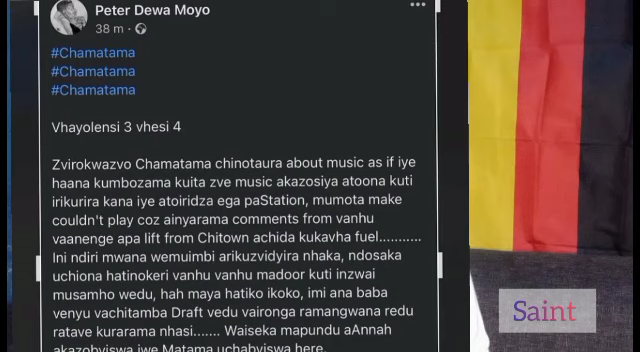 Peter Dewa Moyo
38 m ·
#Chamatama
#Chamatama
#Chamatama
Vhayolensi 3 vhesi 4
Zvirokwazvo Chamatama chinotaura about music as if iye
haana kumbozama kuita zve music akazosiya atoona kuti
irikurira kana iye atoiridza ega paStation, mumota make
couldn't play coz ainyarama comments from vanhu
vaanenge apa lift from Chitown achida kukavha fuel..........
Ini ndiri mwana wemuimbi arikuzvidyira nhaka, ndosaka
uchiona hatinokeri vanhu vanhu madoor kuti inzwai
musamho wedu, hah maya hatiko ikoko, imi ana baba
venyu vachitamba Draft vedu vaironga ramangwana redu
ratave kurarama nhasi....... Waiseka mapundu aAnnah
akazobviswa iwe Matama uchabviswa here.
Saint